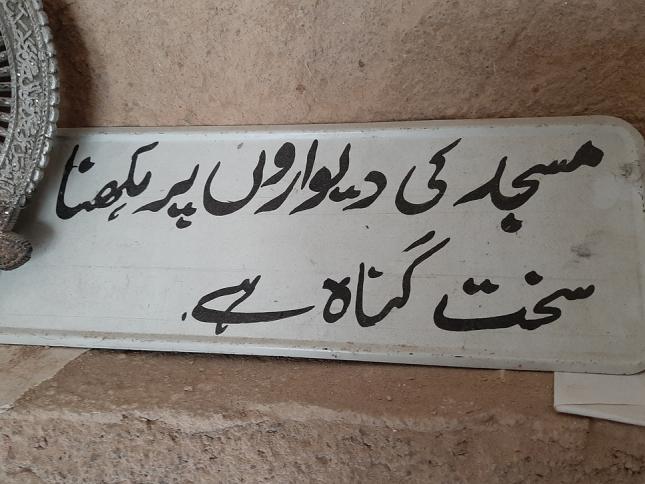 مسجد کی دیواروں پر لکھنا
سخت گناہ ہے.